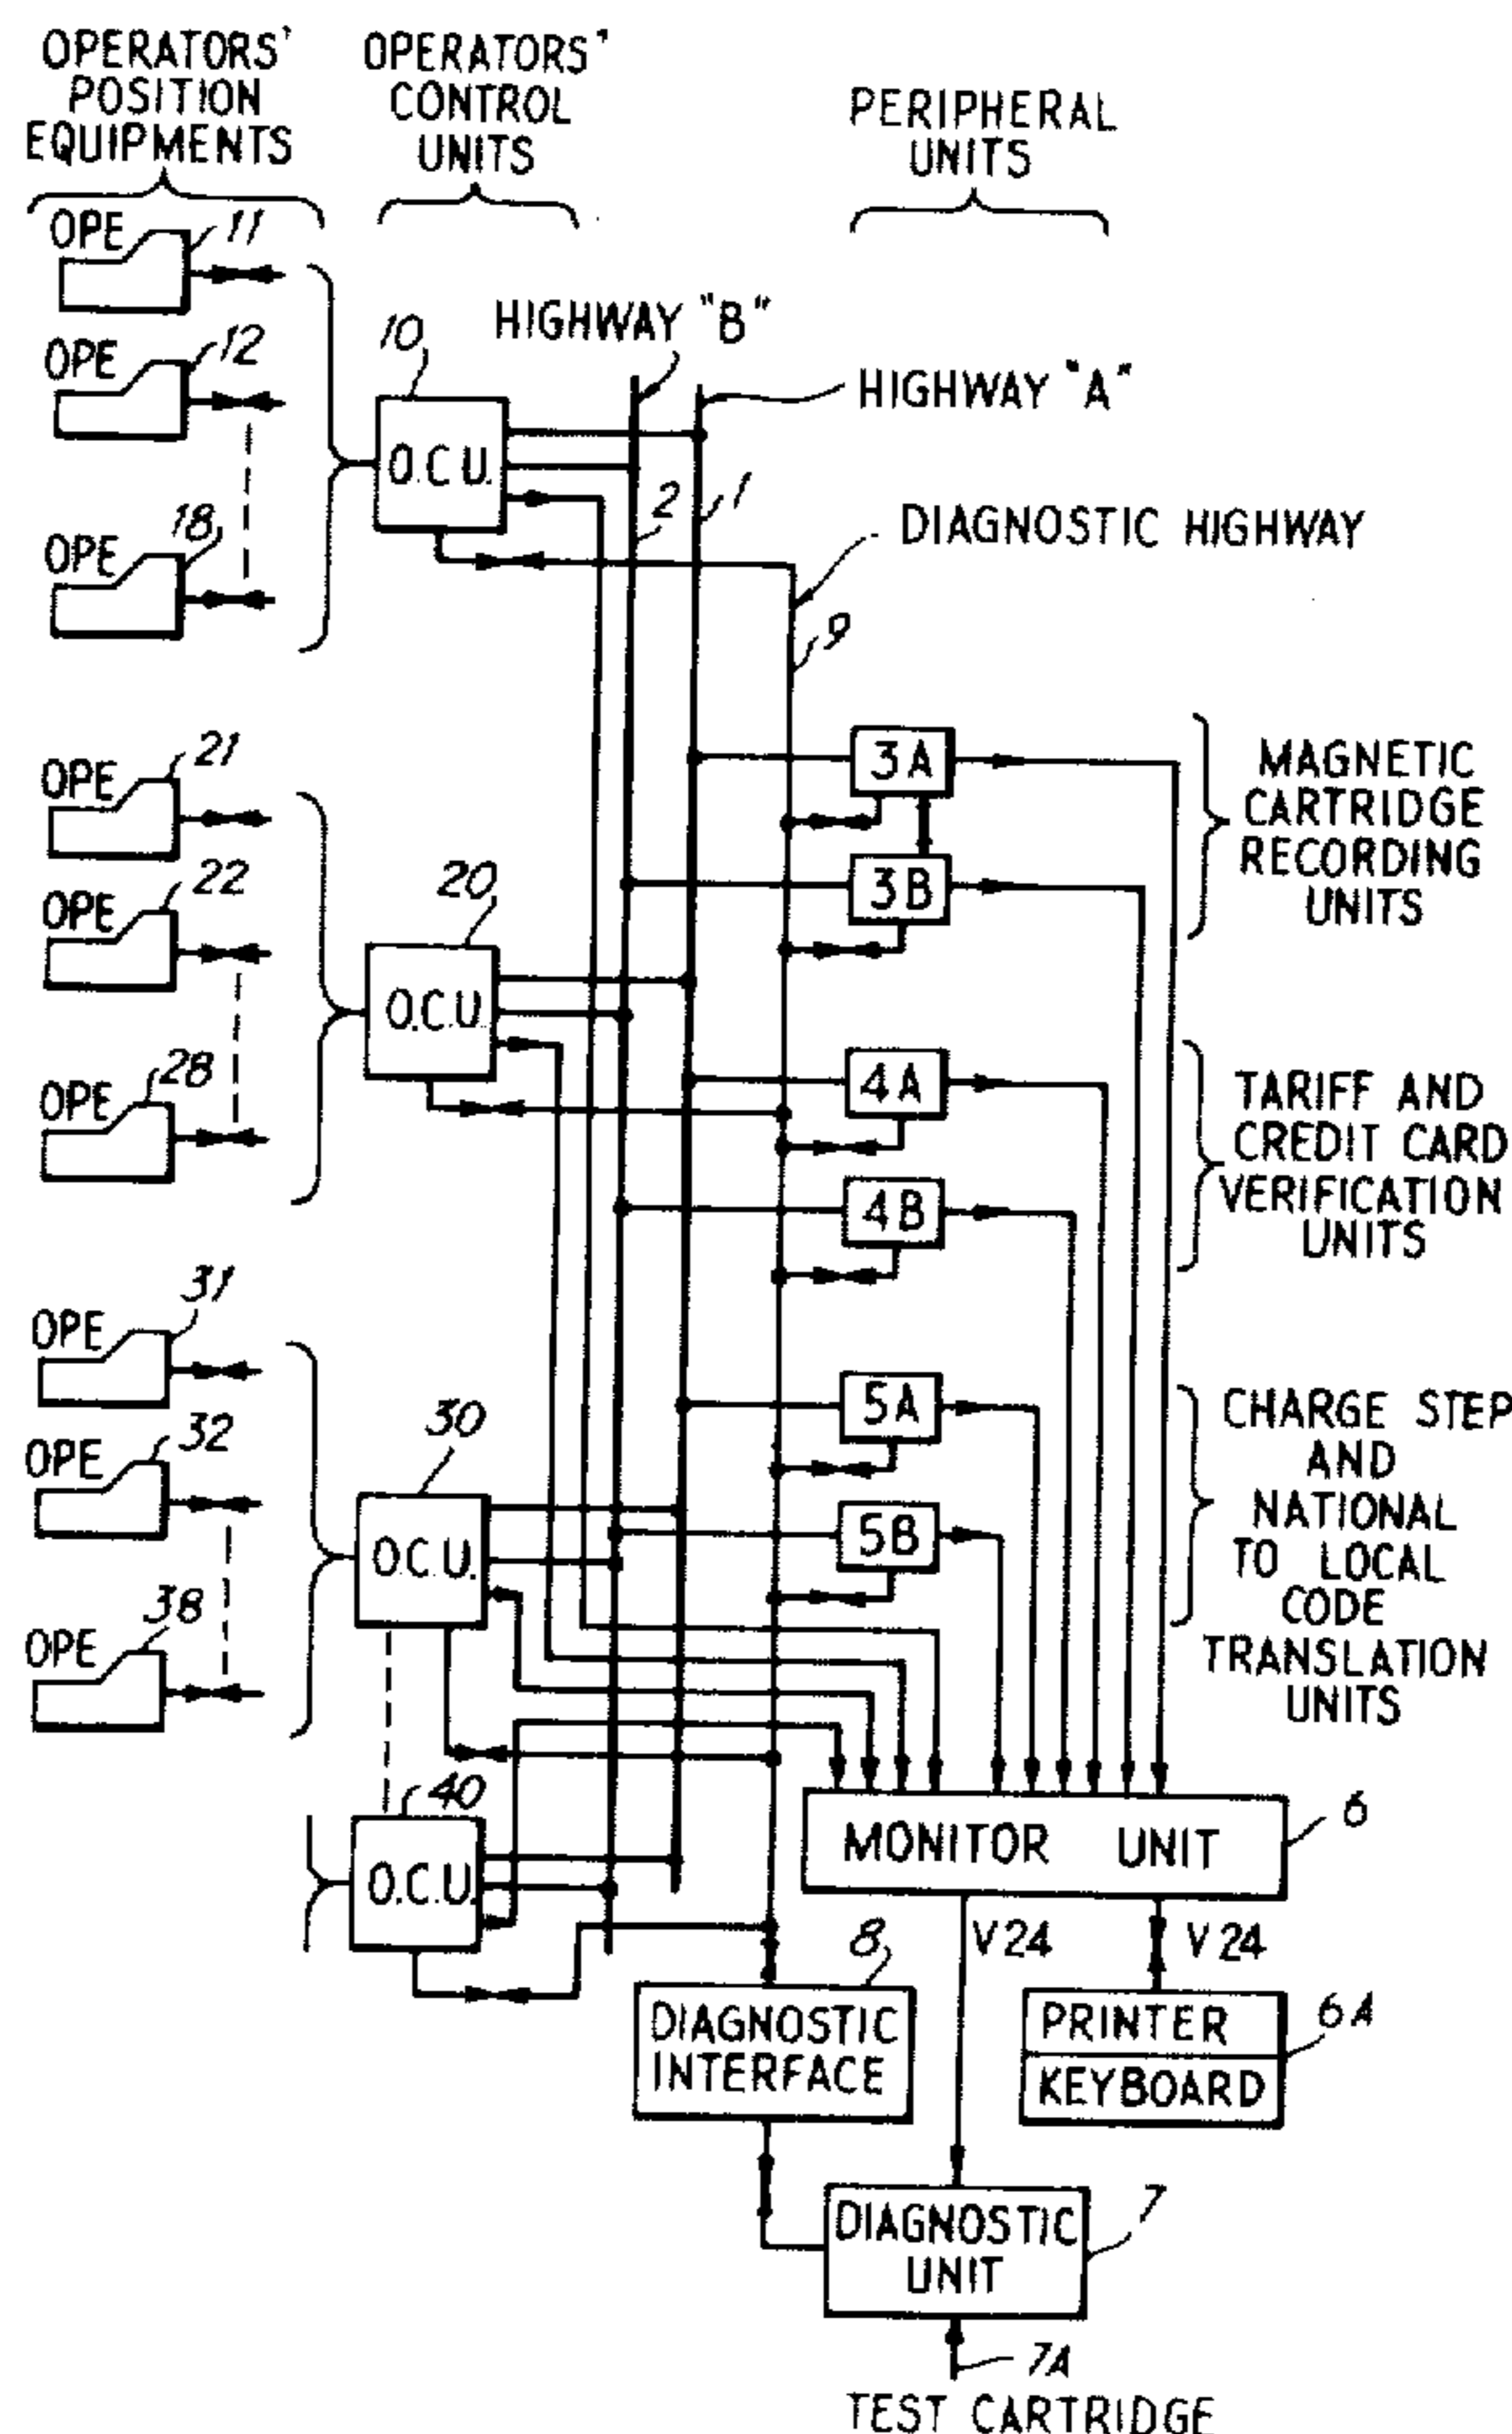 OPERATORS'
POSITION
EQUIPMENTS
OPERATORS'
CONTROL
UNITS
PERIPHERAL
UNITS
OPE 11
OPE 12
OPE 18
10
O.C.U.
HIGHWAY "B"
HIGHWAY "A"
2
1
DIAGNOSTIC HIGHWAY
9
OPE 21
OPE 22
OPE 28
20
O.C.U
3A
3B
MAGNETIC
CARTRIDGE
RECORDING
UNITS
4A
4B
TARIFF AND
CREDIT CARD
VERIFICATION
UNITS
OPE 31
OPE 32
OPE 38
30
O.C.U.
5A
5B
CHARGE STEP
AND
NATIONAL
TO LOCAL
CODE
TRANSLATION
UNITS
40
O.C.U.
MONITOR UNIT
6
V24
V24
8
DIAGNOSTIC
INTERFACE
PRINTER
KEYBOARD
6A
DIAGNOSTIC
UNIT
7
7A
TEST CARTRIDGE